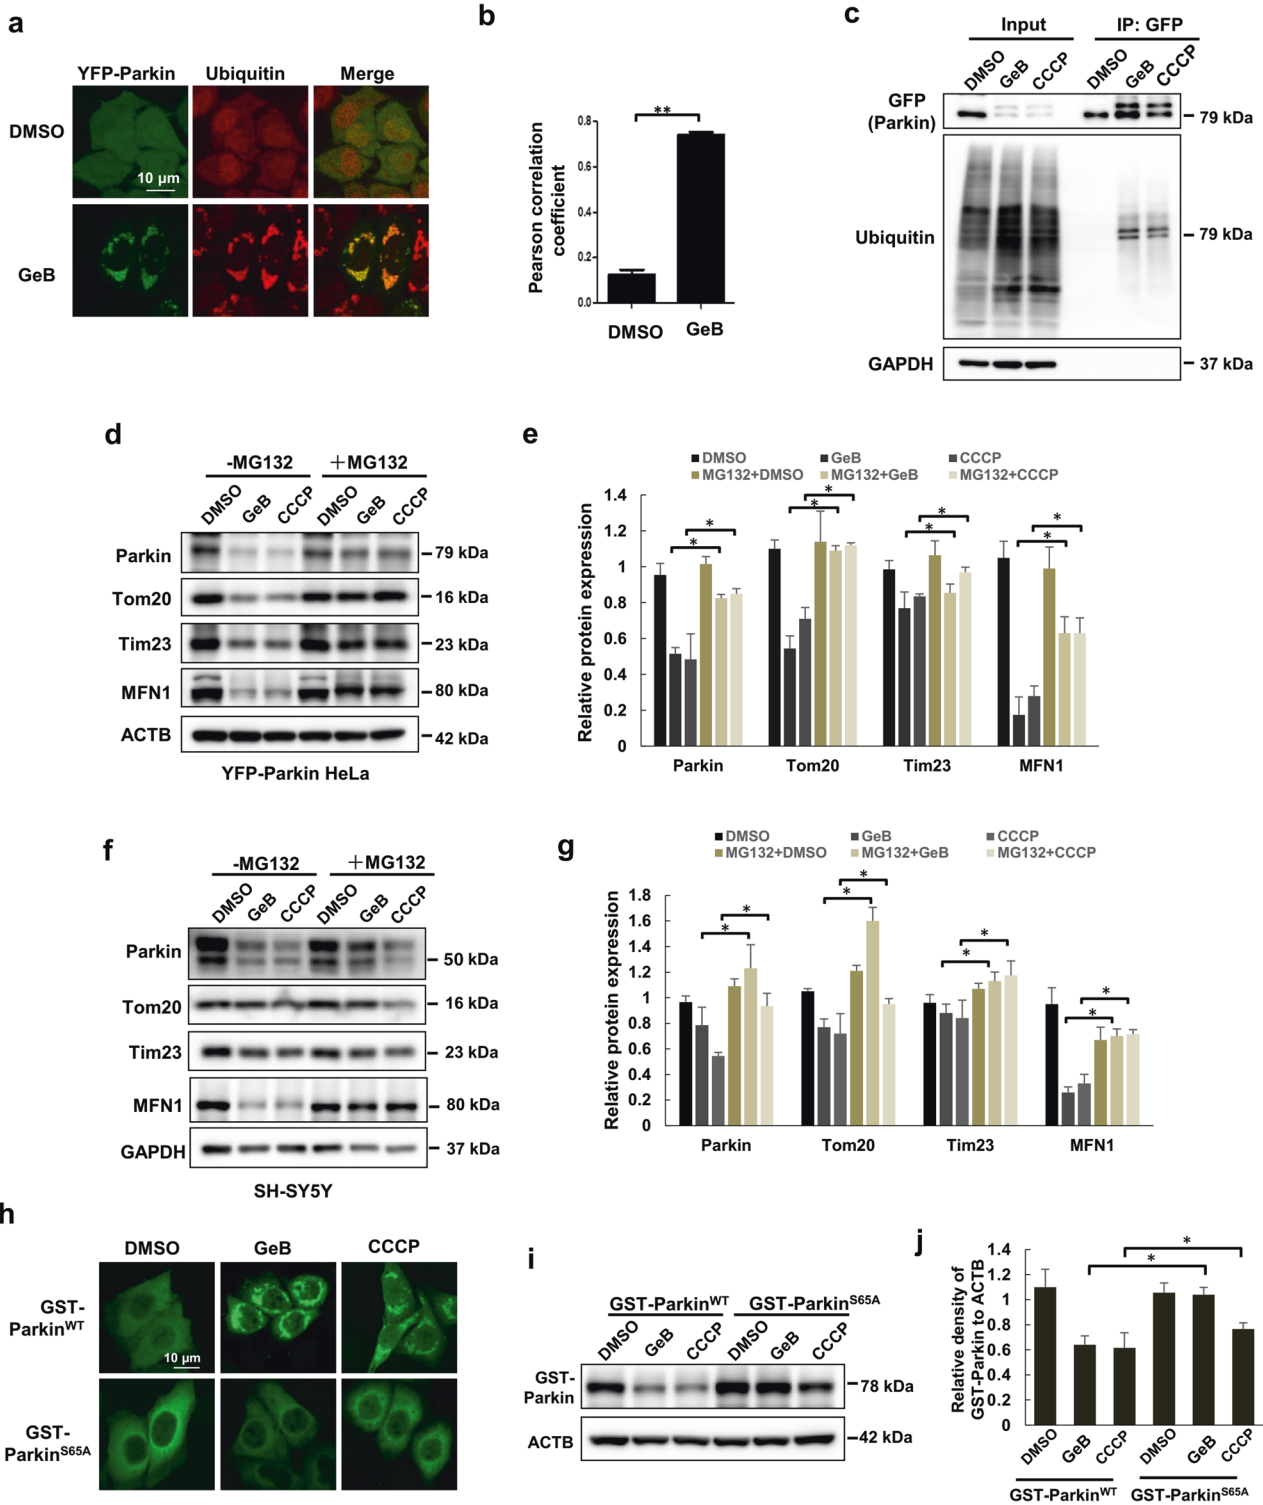 a
YFP-Parkin Ubiquitin Merge
DMSO
10 μm
GeB
b
**
Pearson correlation
coefficient
0.8
0.6
0.4
0.2
0.0
DMSO GeB
c
Input IP: GFP
DMSO GeB CCCP DMSO GeB CCCP
GFP
(Parkin)
79 kDa
Ubiquitin
79 kDa
GAPDH
37 kDa
d
-MG132 +MG132
DMSO GeB CCCP DMSO GeB CCCP
Parkin 79 kDa
Tom20 16 kDa
Tim23 23 kDa
MFN1 80 kDa
ACTB 42 kDa
YFP-Parkin HeLa
e
DMSO GeB CCCP
MG132+DMSO MG132+GeB MG132+CCCP
Relative protein expression
1.4
1.2
1
0.8
0.6
0.4
0.2
0
* * * * * * * *
Parkin Tom20 Tim23 MFN1
f
-MG132 +MG132
DMSO GeB CCCP DMSO GeB CCCP
Parkin
50 kDa
Tom20 16 kDa
Tim23 23 kDa
MFN1 80 kDa
GAPDH 37 kDa
SH-SY5Y
g
DMSO GeB CCCP
MG132+DMSO MG132+GeB MG132+CCCP
Relative protein expression
1.8
1.6
1.4
1.2
1
0.8
0.6
0.4
0.2
0
* * * * * * * *
Parkin Tom20 Tim23 MFN1
h
DMSO GeB CCCP
GST-
ParkinWT
10 μm
GST-
ParkinS65A
i
GST-ParkinWT GST-ParkinS65A
DMSO GeB CCCP DMSO GeB CCCP
GST-
Parkin
78 kDa
ACTB 42 kDa
j
Relative density of
GST-Parkin to ACTB
1.4
1.2
1
0.8
0.6
0.4
0.2
0
* *
DMSO GeB CCCP DMSO GeB CCCP
GST-ParkinWT GST-ParkinS65A